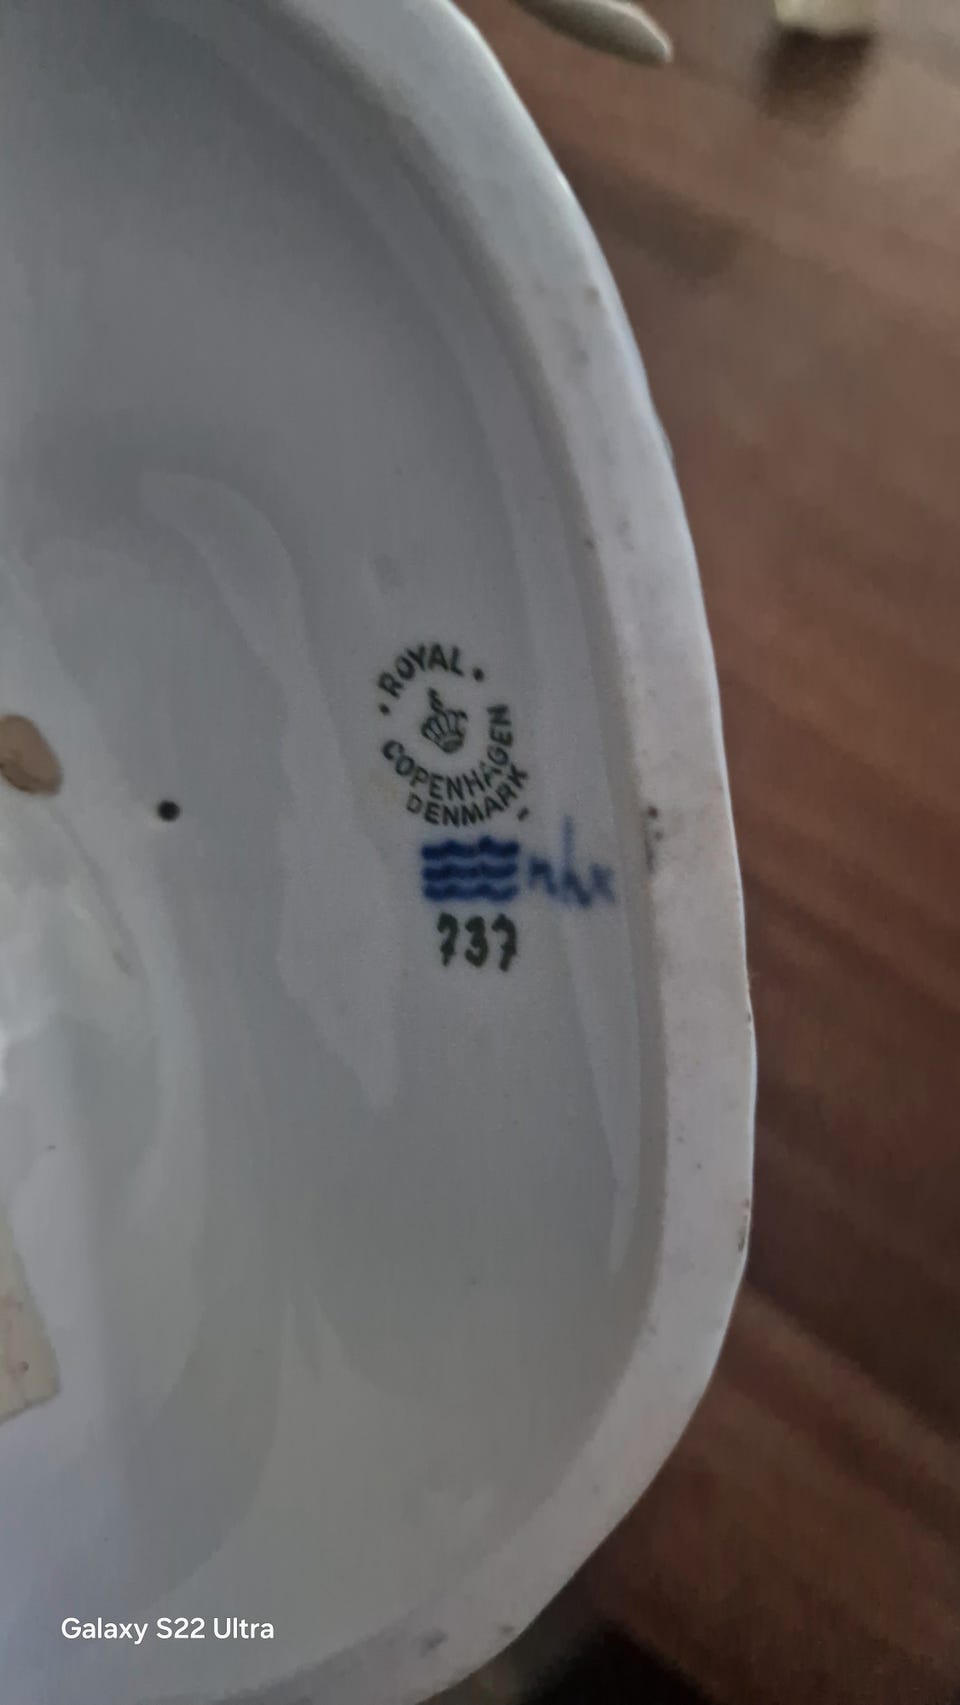 ROYAL
COPENHAGEN
DENMARK
737
Galaxy S22 Ultra